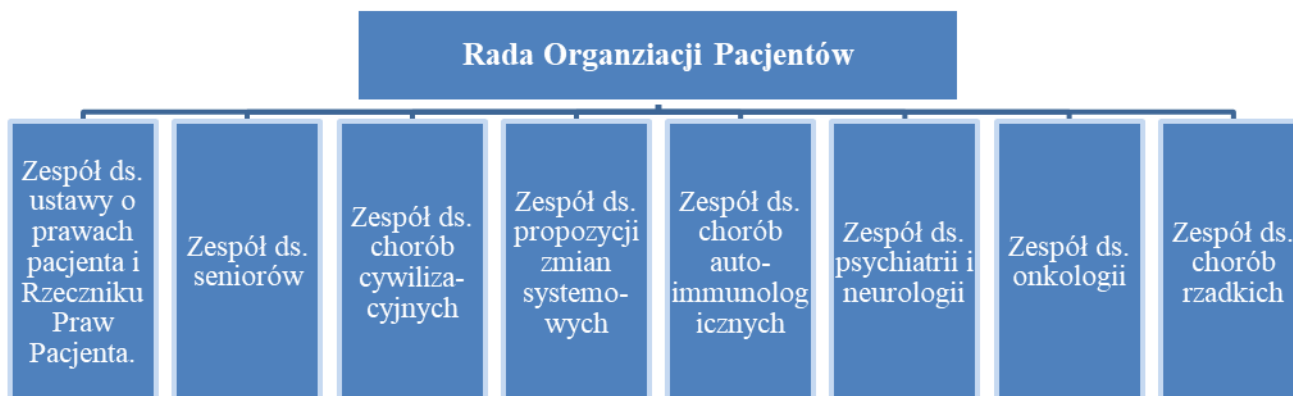 Rada Organziacji Pacjentów
Zespół ds.
ustawy o
prawach
pacjenta i
Rzeczniku
Praw
Pacjenta.
Zespół ds.
seniorów
Zespół ds.
chorób
cywiliza-
cyjnych
Zespół ds.
propozycji
zmian
systemo-
wych
Zespół ds.
chorób
auto-
immunolog
icznych
Zespół ds.
psychiatrii i
neurologii
Zespół ds.
onkologii
Zespół ds.
chorób
rzadkich